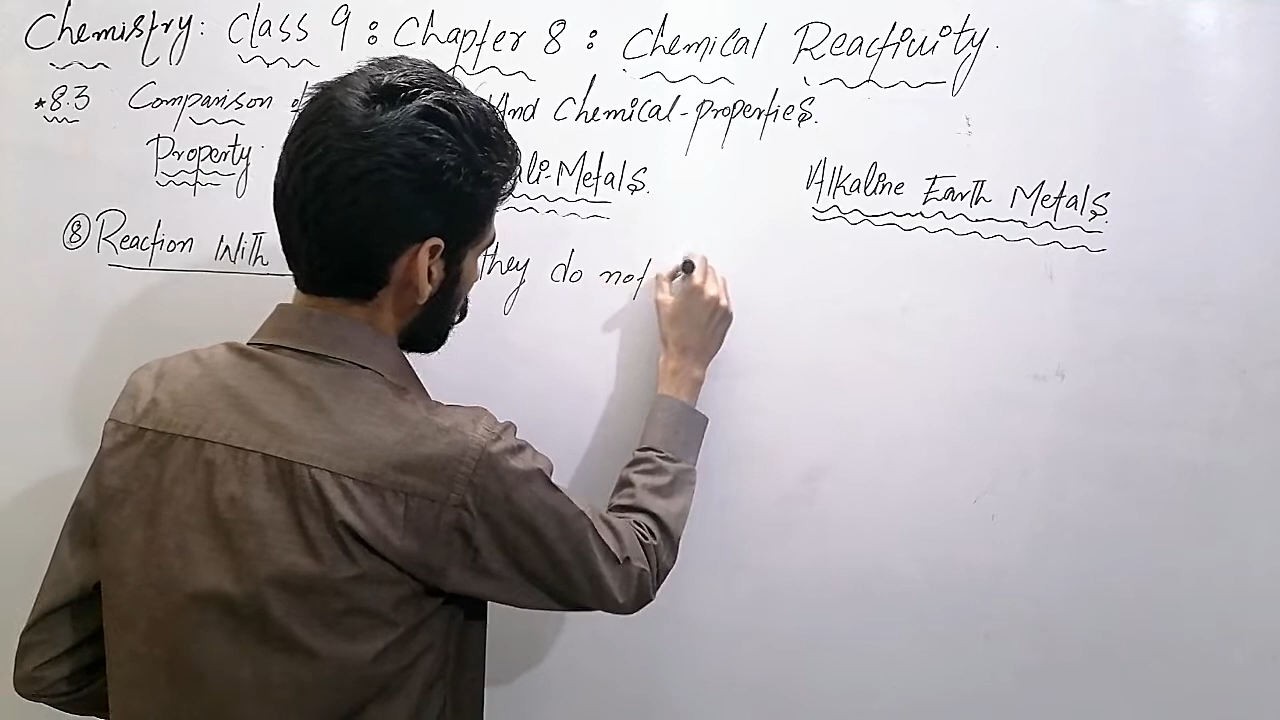 Chemistry: Class 9: Chapter 8: Chemical Reactivity.
*8.3 Comparison of And Chemical-properties.
Property. ali-Metals. Alkaline Earth Metals.
⑧ Reaction With they do not